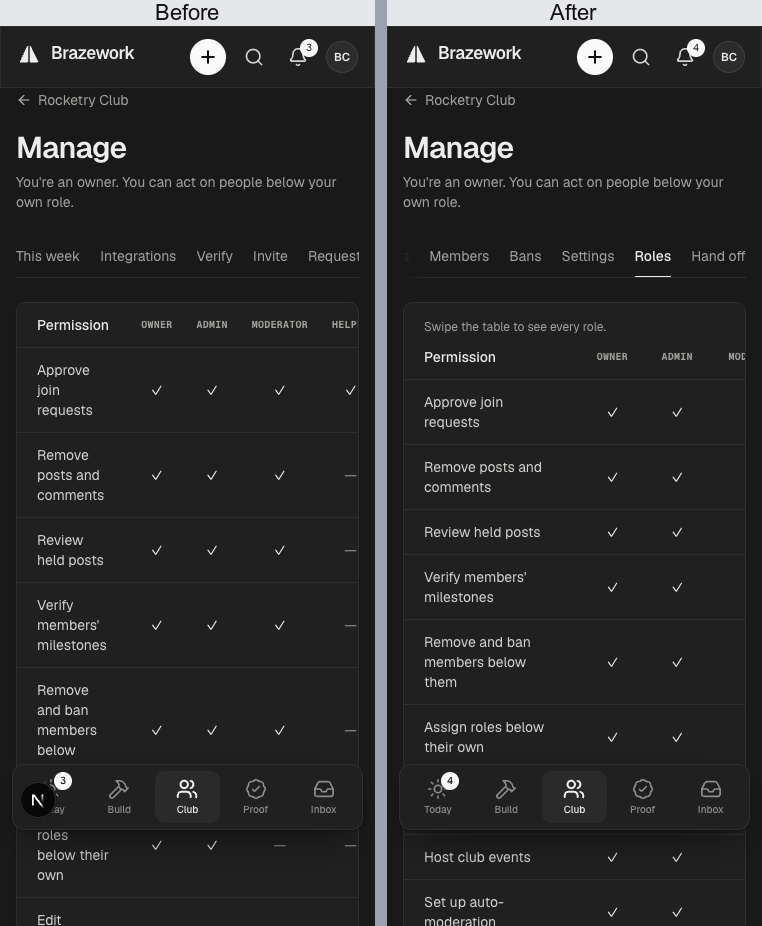 Before
Brazework
3
BC
Rocketry Club
Manage
You're an owner. You can act on people below your
own role.
This week Integrations Verify Invite Request
Permission OWNER ADMIN MODERATOR HELP
Approve
join
requests
Remove
posts and
comments
Review
held posts
Verify
members'
milestones
Remove
and ban
members
below
3
N
ay Build Club Proof Inbox
roles
below their
own
Edit
After
Brazework
4
BC
Rocketry Club
Manage
You're an owner. You can act on people below your
own role.
s Members Bans Settings Roles Hand off
Swipe the table to see every role.
Permission OWNER ADMIN MOD
Approve join
requests
Remove posts and
comments
Review held posts
Verify members'
milestones
Remove and ban
members below
them
Assign roles below
their own
4
Today Build Club Proof Inbox
Host club events
Set up auto-
moderation